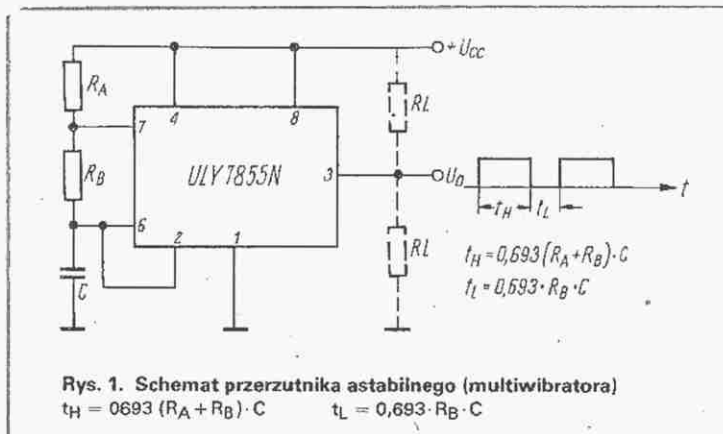 +UCC
RA
4
8
RL
7
RB
ULY7855N
3
U0
t
tH
tL
6
2
1
RL
C
tH=0,693(RA+RB)·C
tL=0,693·RB·C
Rys. 1. Schemat przerzutnika astabilnego (multiwibratora)
tH = 0693 (RA+RB)·C tL = 0,693·RB·C